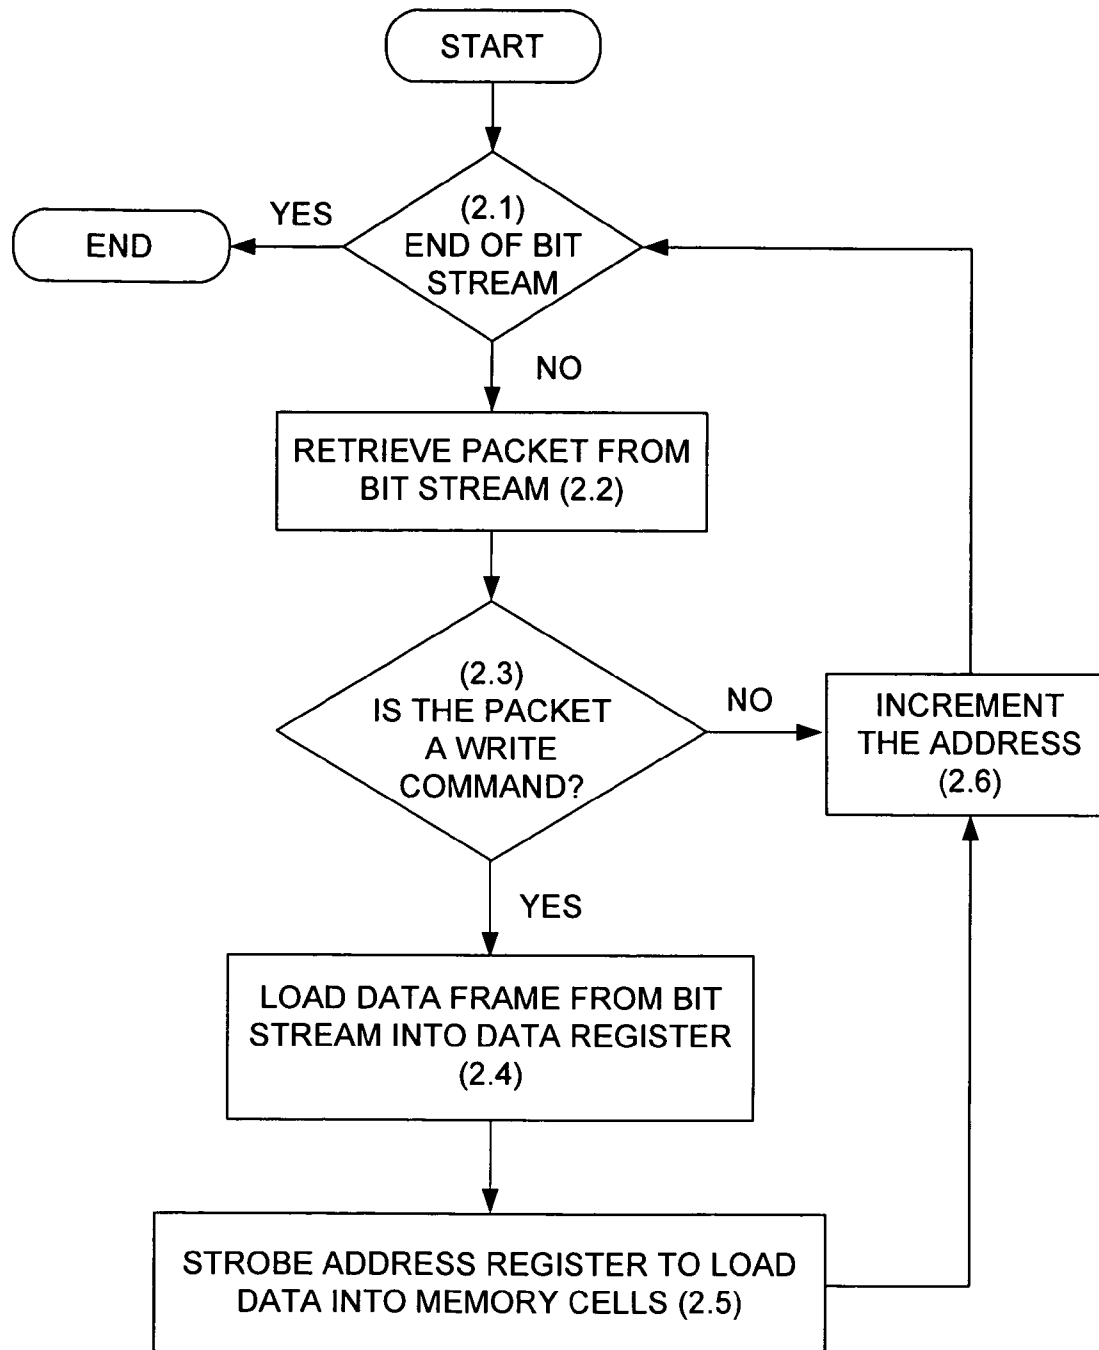 START
(2.1)
END OF BIT
STREAM
YES
END
NO
RETRIEVE PACKET FROM
BIT STREAM (2.2)
(2.3)
IS THE PACKET
A WRITE
COMMAND?
NO
INCREMENT
THE ADDRESS
(2.6)
YES
LOAD DATA FRAME FROM BIT
STREAM INTO DATA REGISTER
(2.4)
STROBE ADDRESS REGISTER TO LOAD
DATA INTO MEMORY CELLS (2.5)